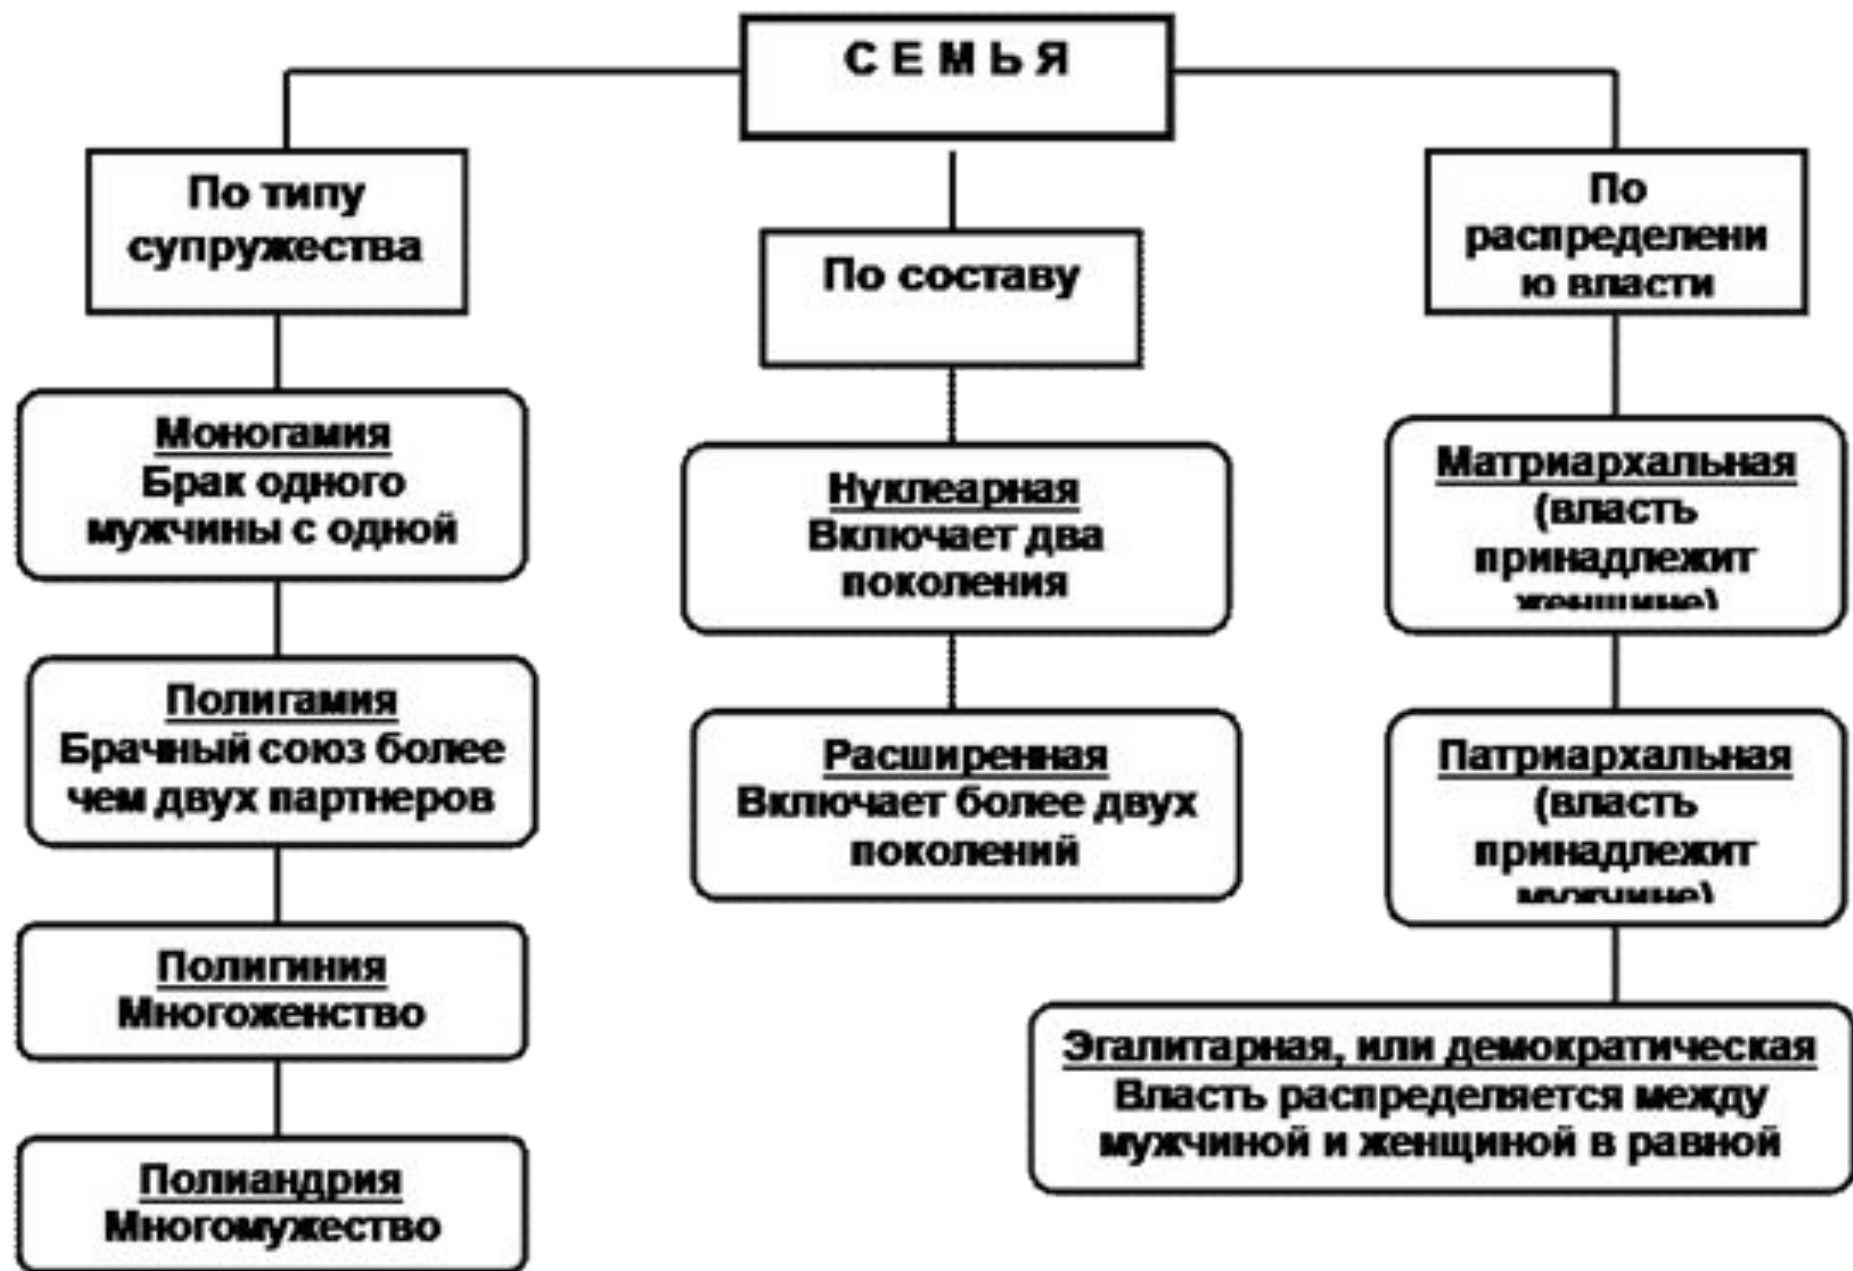 СЕМЬЯ
По типу
супружества
Моногамия
Брак одного
мужчины с одной
Полигамия
Брачный союз более
чем двух партнеров
Полигиния
Многоженство
Полиандрия
Многомужество
По составу
Нуклеарная
Включает два
поколения
Расширенная
Включает более двух
поколений
По
распределени
ю власти
Матриархальная
(власть
принадлежит
женщине)
Патриархальная
(власть
принадлежит
мужчине)
Эгалитарная, или демократическая
Власть распределяется между
мужчиной и женщиной в равной